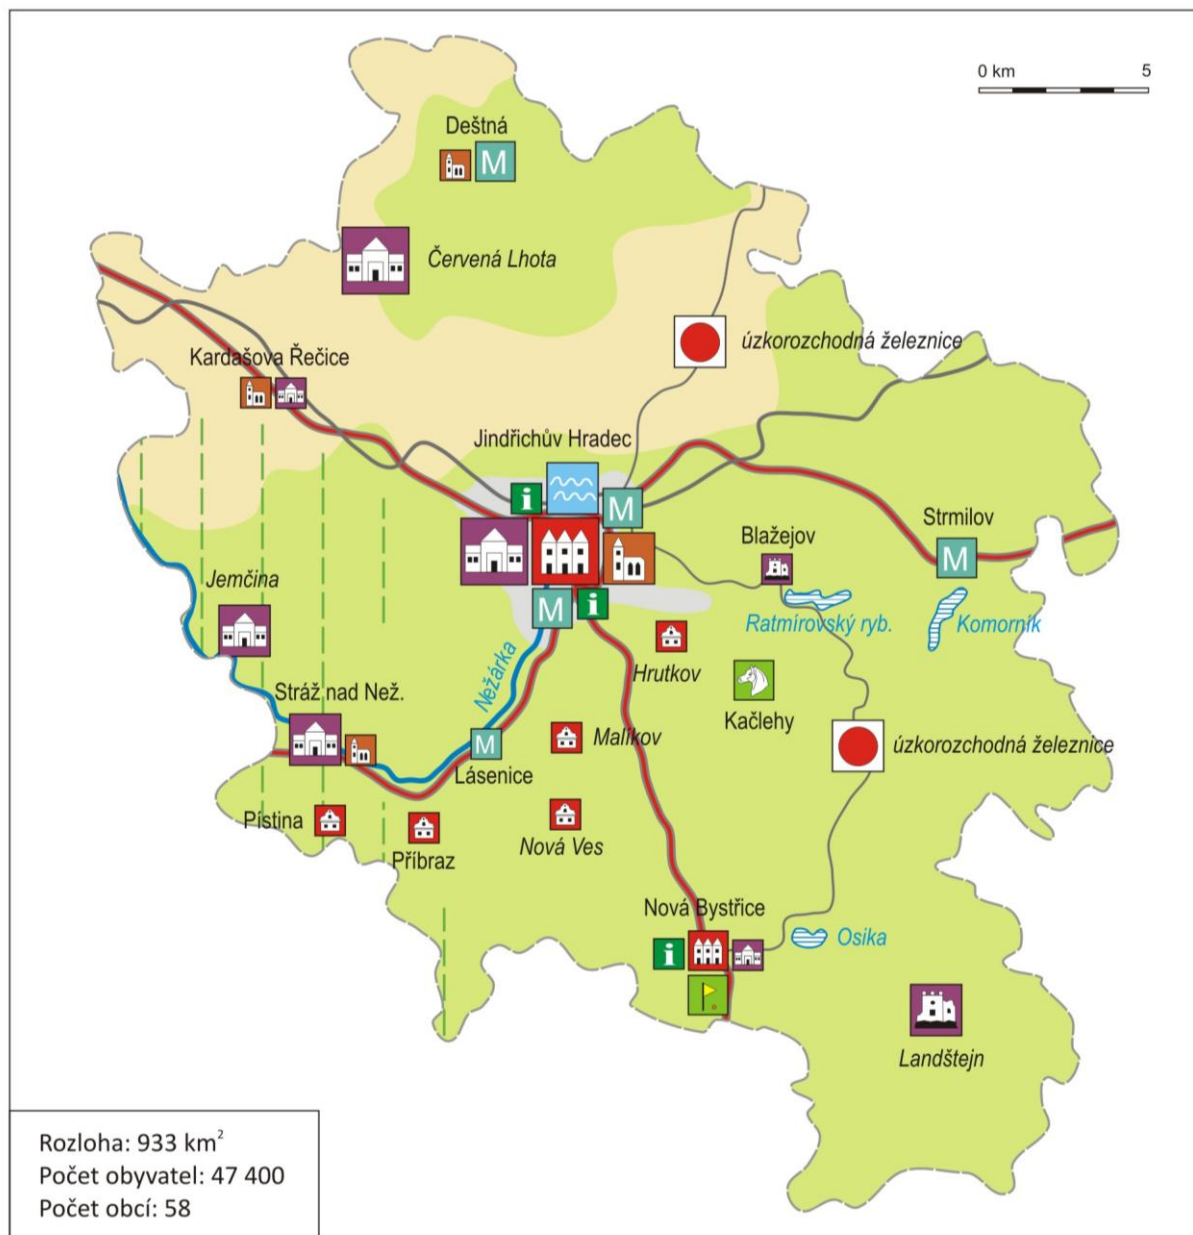 0 km 5
Deštná
M
Červená Lhota
úzkorozchodná železnice
Kardašova Řečice
Jindřichův Hradec
i
M
Strmilov
M
Blažejov
Jemčina
M
i
Ratmírovský ryb.
Komorník
Hrutkov
Nežárka
Kačlehy
Stráž nad Než.
M
Malíkov
úzkorozchodná železnice
Lásenice
Pístina
Příbraz
Nová Ves
Nová Bystřice
i
Osika
Landštejn
Rozloha: 933 km²
Počet obyvatel: 47 400
Počet obcí: 58